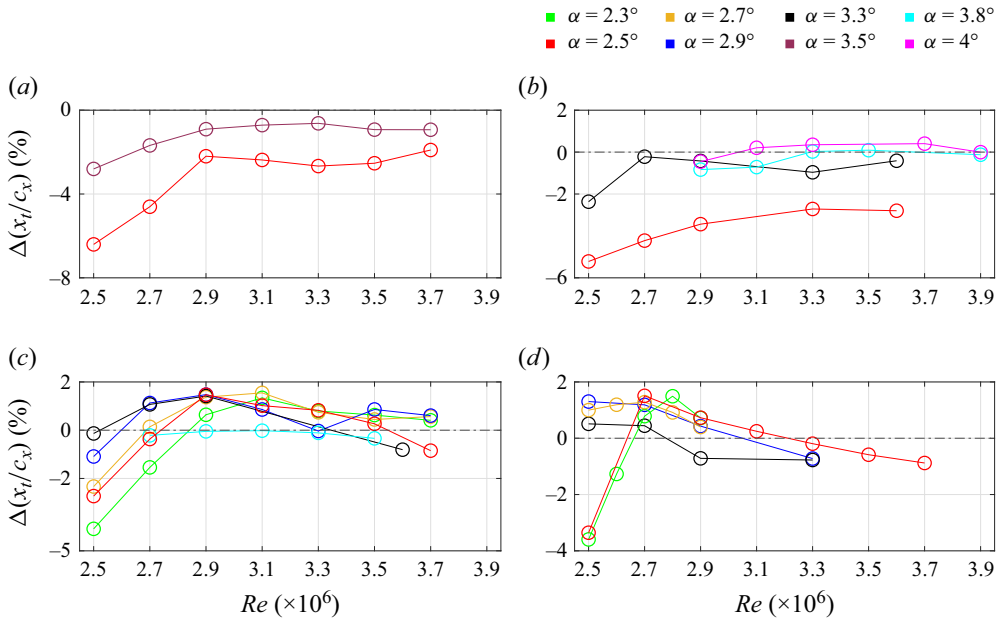 α = 2.3° α = 2.7° α = 3.3° α = 3.8°
α = 2.5° α = 2.9° α = 3.5° α = 4°
(a) (b)
0
–4
–8
Δ(x_t/c_x) (%)
2.5 2.7 2.9 3.1 3.3 3.5 3.7 3.9
2
0
–2
–6
2.5 2.7 2.9 3.1 3.3 3.5 3.7 3.9
(c) (d)
2
0
–2
–5
Δ(x_t/c_x) (%)
2.5 2.7 2.9 3.1 3.3 3.5 3.7 3.9
Re (×10⁶)
2
0
–2
–4
2.5 2.7 2.9 3.1 3.3 3.5 3.7 3.9
Re (×10⁶)